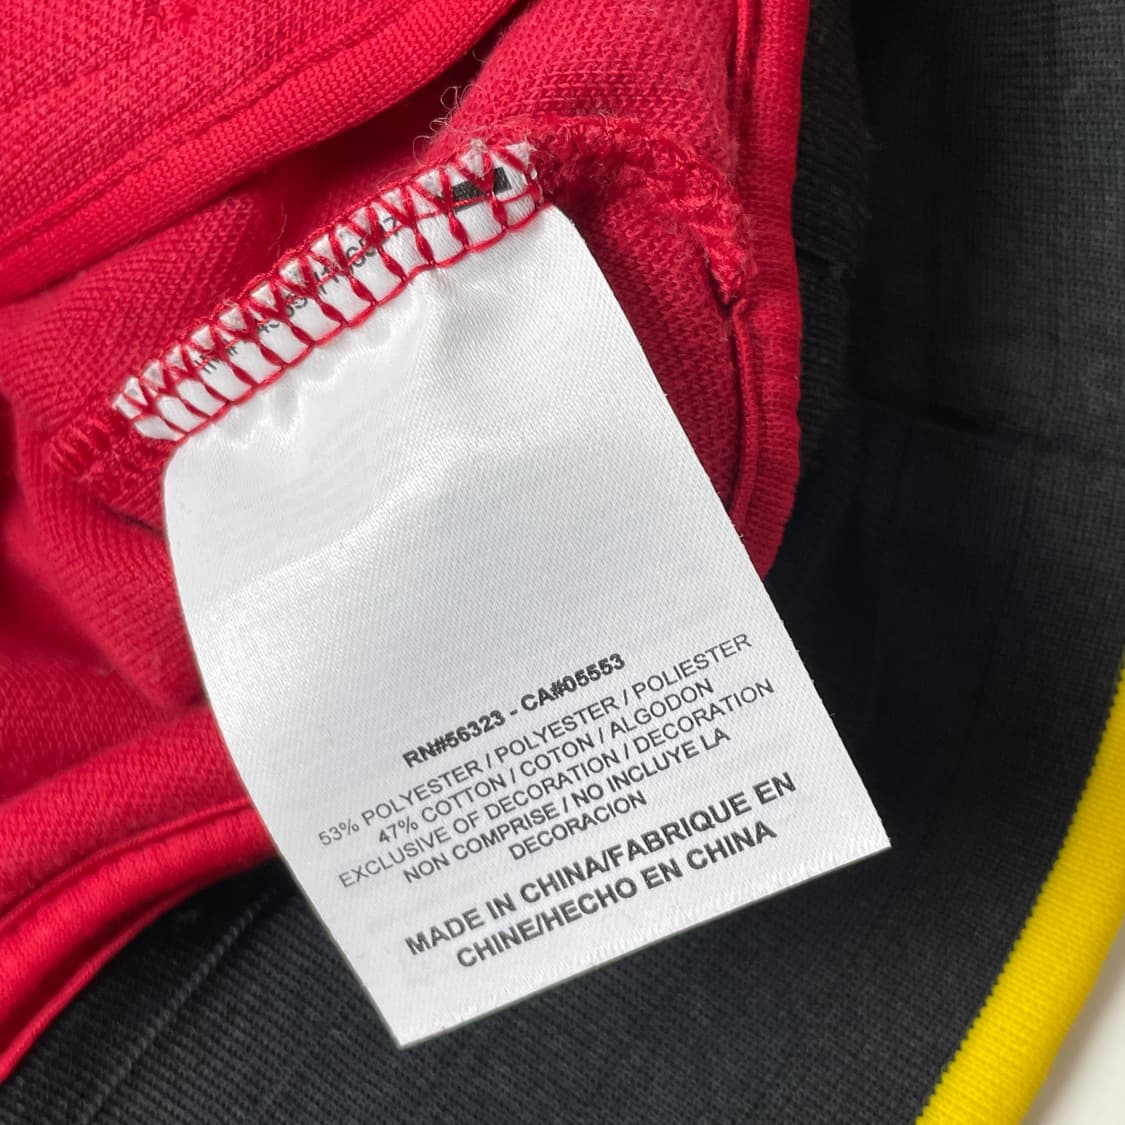 RN#56323 - CA#05553
53% POLYESTER / POLYESTER / POLIESTER
47% COTTON / COTON / ALGODON
EXCLUSIVE OF DECORATION / DECORATION
NON COMPRISE / NO INCLUYE LA
DECORACION
MADE IN CHINA/FABRIQUE EN
CHINE/HECHO EN CHINA